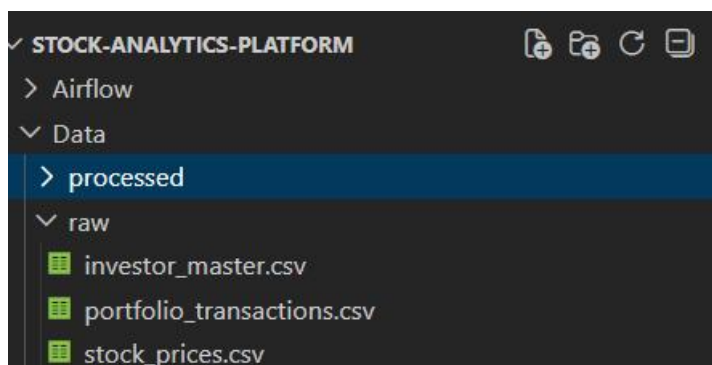 STOCK-ANALYTICS-PLATFORM
Airflow
Data
processed
raw
investor_master.csv
portfolio_transactions.csv
stock_prices.csv